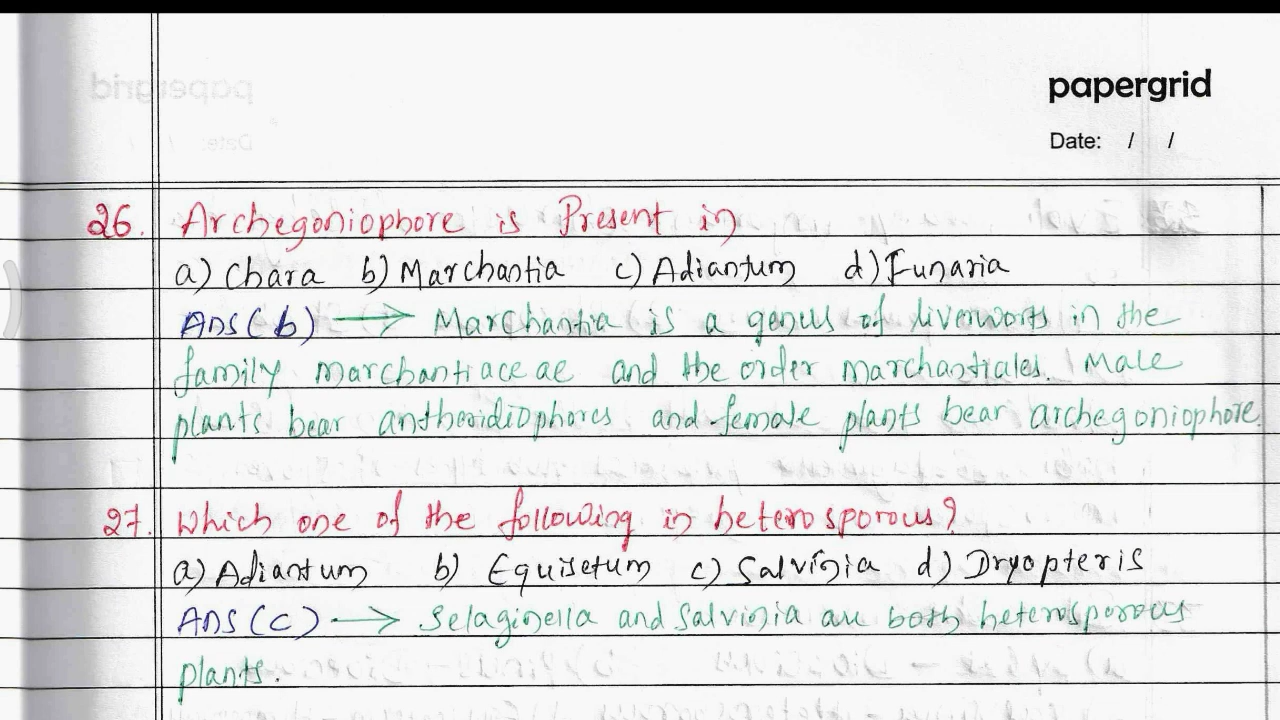 papergrid
Date: / /
26. Archegoniophore is Present in
a) Chara b) Marchantia c) Adiantum d) Funaria
Ans (b) → Marchantia is a genus of liverworts in the
family marchantiaceae and the order marchantiales. Male
plants bear antheridiophores and female plants bear archegoniophore.
27. Which one of the following is heterosporous?
a) Adiantum b) Equisetum c) Salvinia d) Dryopteris
Ans (c) → Selaginella and Salvinia are both heterosporous
plants.